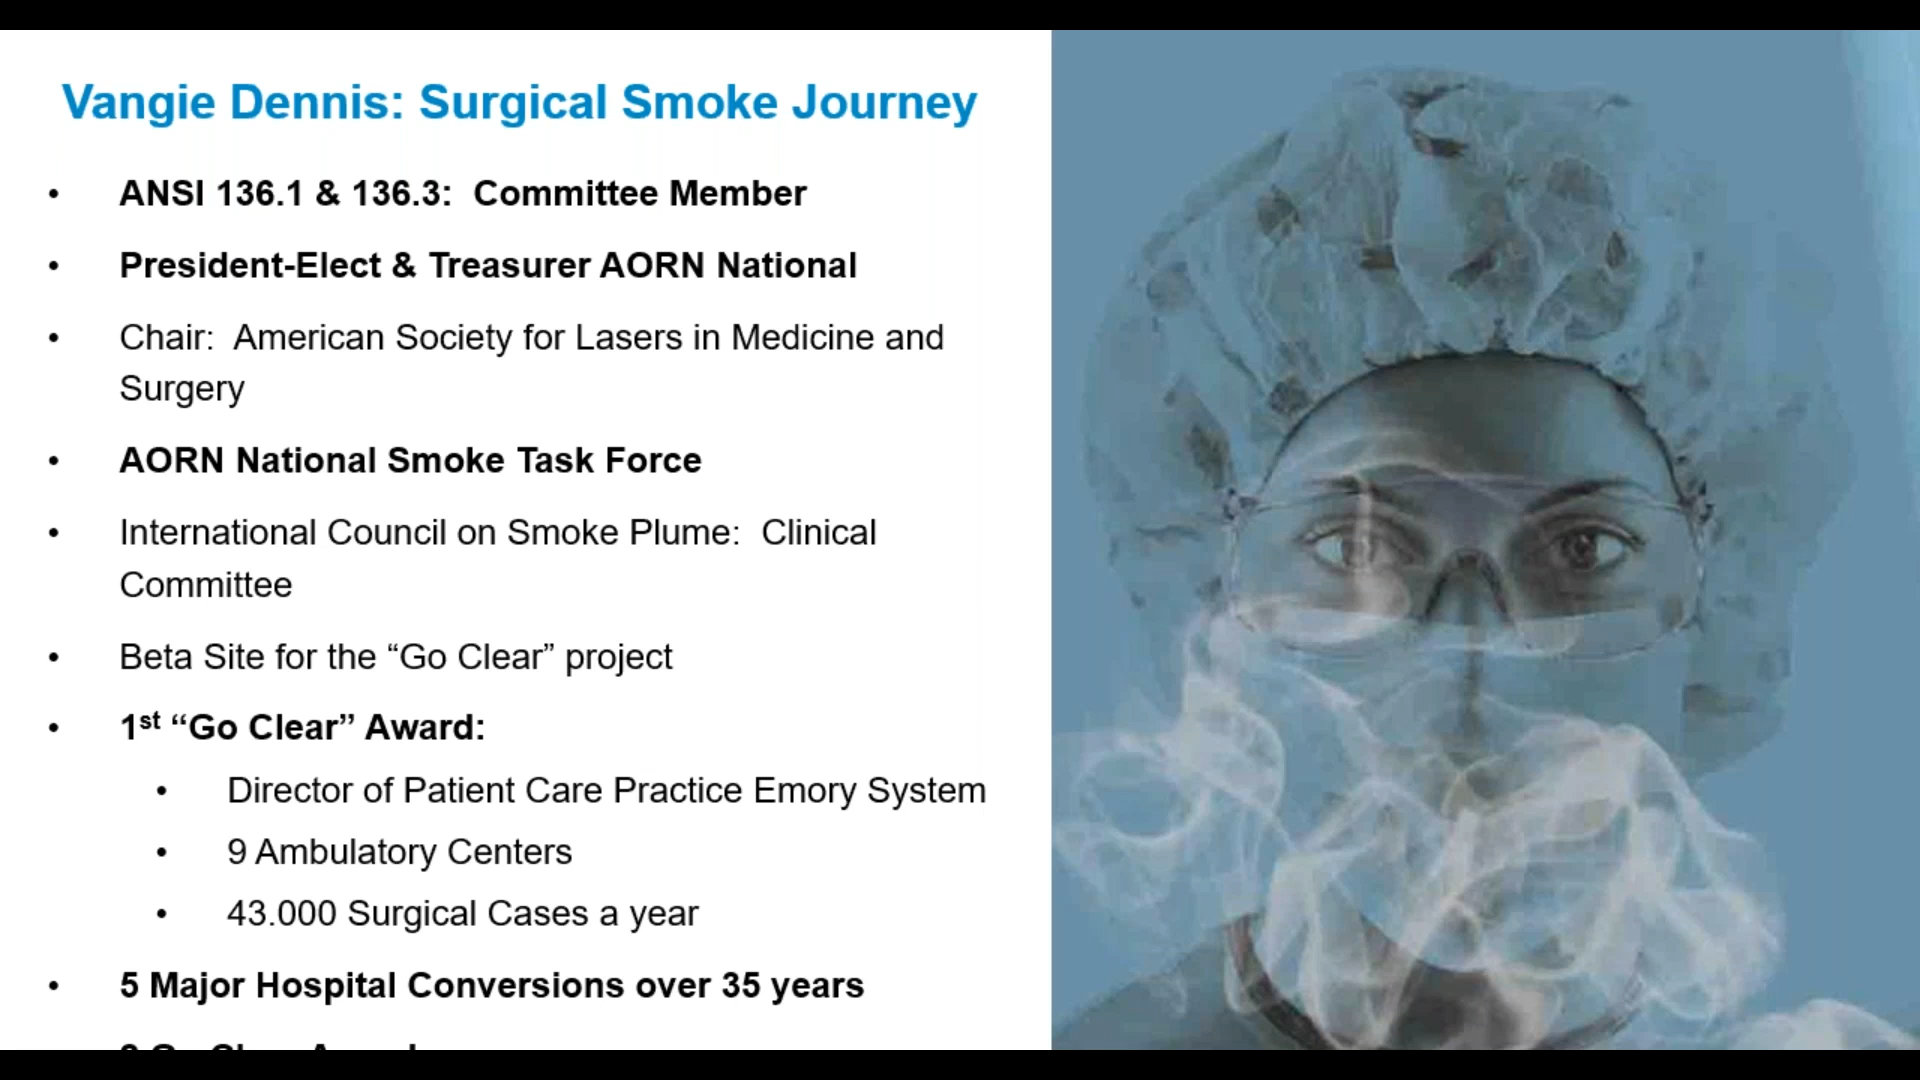 Vangie Dennis: Surgical Smoke Journey
• ANSI 136.1 & 136.3:  Committee Member
• President-Elect & Treasurer AORN National
• Chair:  American Society for Lasers in Medicine and
Surgery
• AORN National Smoke Task Force
• International Council on Smoke Plume:  Clinical
Committee
• Beta Site for the “Go Clear” project
• 1st “Go Clear” Award:
• Director of Patient Care Practice Emory System
• 9 Ambulatory Centers
• 43.000 Surgical Cases a year
• 5 Major Hospital Conversions over 35 years